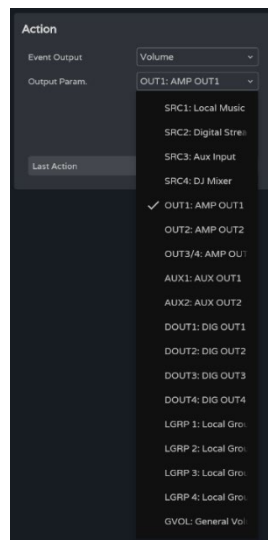 Action
Event Output
Volume
Output Param.
OUT1: AMP OUT1
SRC1: Local Music
SRC2: Digital Strea
SRC3: Aux Input
SRC4: DJ Mixer
Last Action
OUT1: AMP OUT1
OUT2: AMP OUT2
OUT3/4: AMP OUT
AUX1: AUX OUT1
AUX2: AUX OUT2
DOUT1: DIG OUT1
DOUT2: DIG OUT2
DOUT3: DIG OUT3
DOUT4: DIG OUT4
LGRP 1: Local Grou
LGRP 2: Local Grou
LGRP 3: Local Grou
LGRP 4: Local Grou
GVOL: General Vol